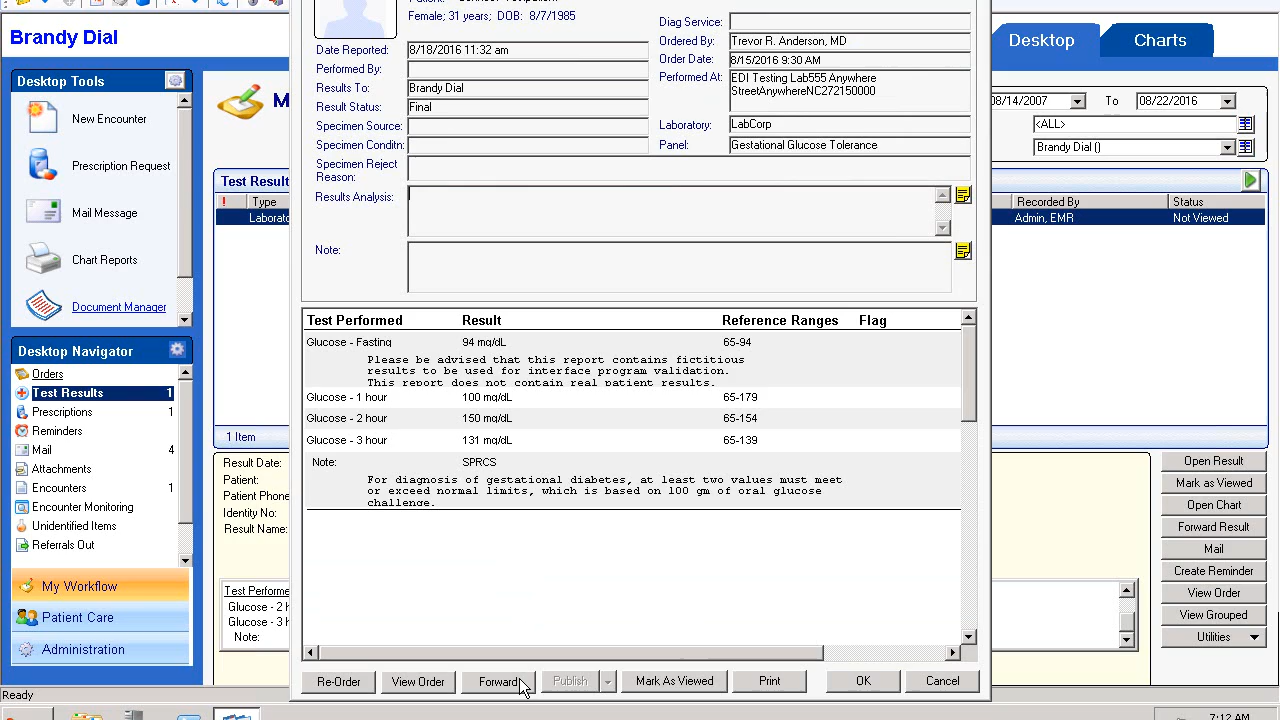 Brandy Dial
Desktop
Charts
Desktop Tools
New Encounter
Prescription Request
Mail Message
Chart Reports
Document Manager
Desktop Navigator
Orders
Test Results 1
Prescriptions 1
Reminders
Mail 4
Attachments
Encounters 1
Encounter Monitoring
Unidentified Items
Referrals Out
My Workflow
Patient Care
Administration
Ready
M
Test Result
! Type
Laborato
1 Item
Result Date:
Patient:
Patient Phone
Identity No:
Result Name:
Test Performe
Glucose - 2 h
Glucose - 3 h
Note:
Female, 31 years, DOB: 8/7/1985
Date Reported: 8/18/2016 11:32 am
Performed By:
Results To: Brandy Dial
Result Status: Final
Specimen Source:
Specimen Conditn:
Specimen Reject
Reason:
Results Analysis:
Note:
Diag Service:
Ordered By: Trevor R. Anderson, MD
Order Date: 8/15/2016 9:30 AM
Performed At: EDI Testing Lab555 Anywhere
StreetAnywhereNC272150000
Laboratory: LabCorp
Panel: Gestational Glucose Tolerance
Test Performed Result Reference Ranges Flag
Glucose - Fasting 94 mg/dL 65-94
Please be advised that this report contains fictitious
results to be used for interface program validation.
This report does not contain real patient results.
Glucose - 1 hour 100 mg/dL 65-179
Glucose - 2 hour 150 mg/dL 65-154
Glucose - 3 hour 131 mg/dL 65-139
Note: SPRCS
For diagnosis of gestational diabetes, at least two values must meet
or exceed normal limits, which is based on 100 gm of oral glucose
challenge.
Re-Order View Order Forward Publish Mark As Viewed Print OK Cancel
08/14/2007 To 08/22/2016
<ALL>
Brandy Dial ()
Recorded By Status
Admin, EMR Not Viewed
Open Result
Mark as Viewed
Open Chart
Forward Result
Mail
Create Reminder
View Order
View Grouped
Utilities
7:12 AM